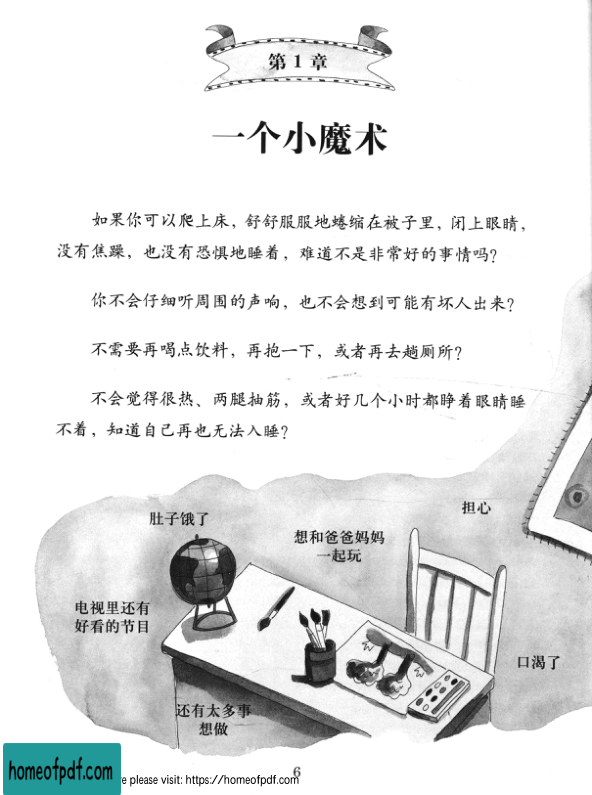 第1章
一个小魔术
如果你可以爬上床，舒舒服服地蜷缩在被子里，闭上眼睛，
没有焦躁，也没有恐惧地睡着，难道不是非常好的事情吗？
你不会仔细听周围的声响，也不会想到可能有坏人出来？
不需要再喝点饮料，再抱一下，或者再去趟厕所？
不会觉得很热、两腿抽筋，或者好几个小时都睁着眼睛睡
不着，知道自己再也无法入睡？
肚子饿了
担心
想和爸爸妈妈
一起玩
电视里还有
好看的节目
口渴了
还有太多事
想做
6
homeofpdf.com
re please visit: https://homeofpdf.com